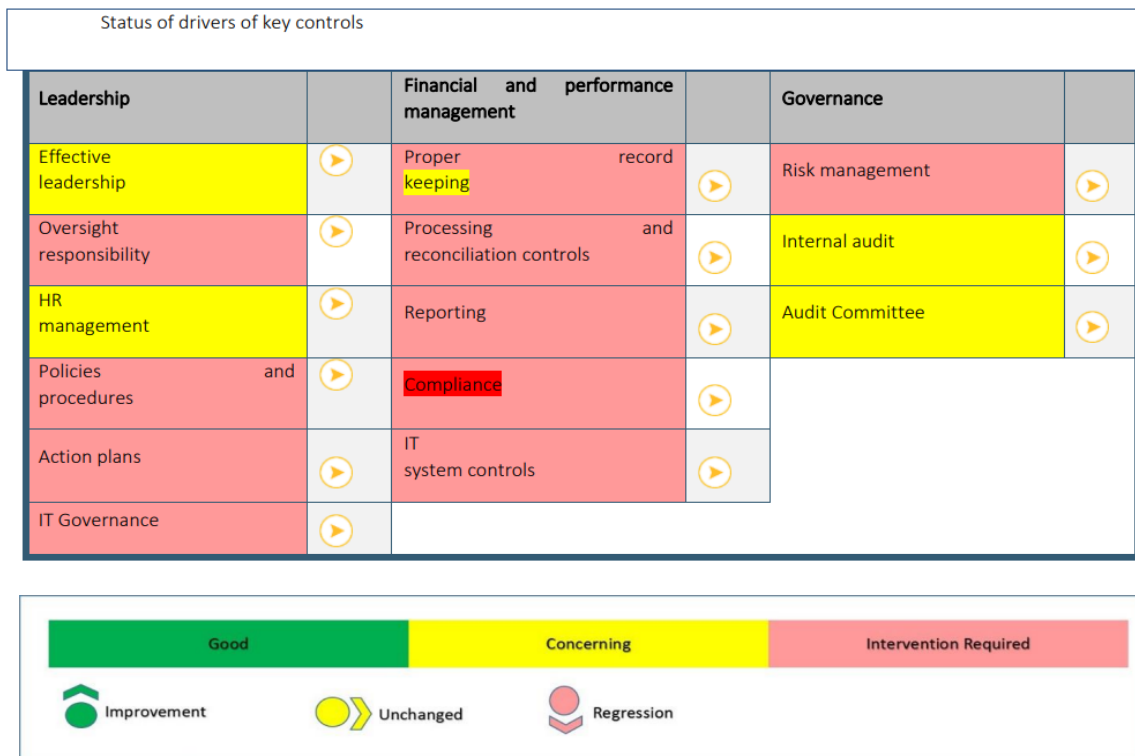 Status of drivers of key controls
Leadership
Financial and performance
management
Governance
Effective
leadership
Proper record
keeping
Risk management
Oversight
responsibility
Processing and
reconciliation controls
Internal audit
HR
management
Reporting
Audit Committee
Policies and
procedures
Compliance
Action plans
IT
system controls
IT Governance
Good
Concerning
Intervention Required
Improvement
Unchanged
Regression